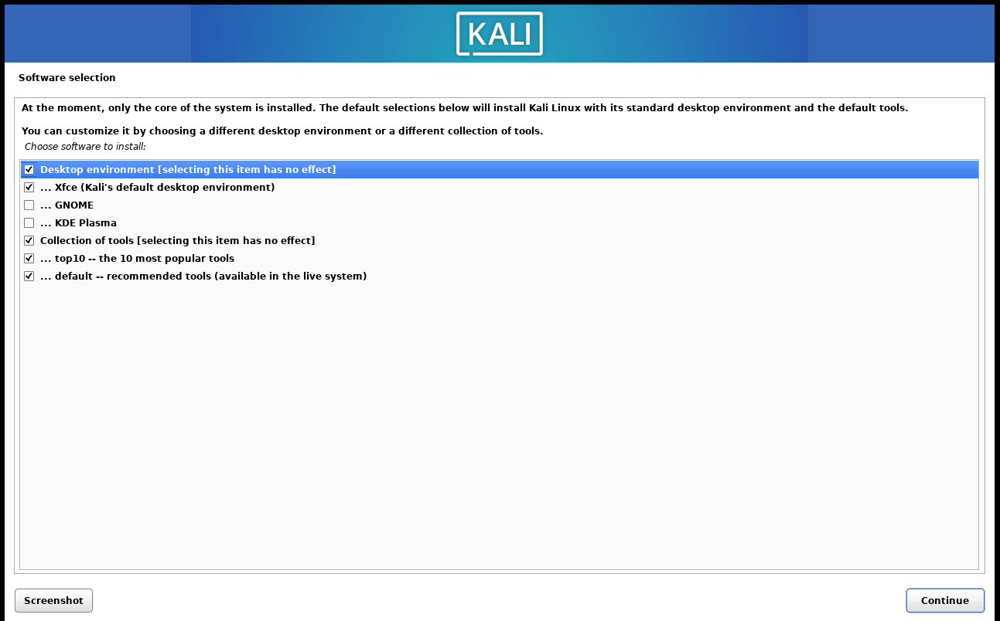 KALI
Software selection
At the moment, only the core of the system is installed. The default selections below will install Kali Linux with its standard desktop environment and the default tools.
You can customize it by choosing a different desktop environment or a different collection of tools.
Choose software to install:
Desktop environment [selecting this item has no effect]
... Xfce (Kali's default desktop environment)
... GNOME
... KDE Plasma
Collection of tools [selecting this item has no effect]
... top10 -- the 10 most popular tools
... default -- recommended tools (available in the live system)
Screenshot
Continue